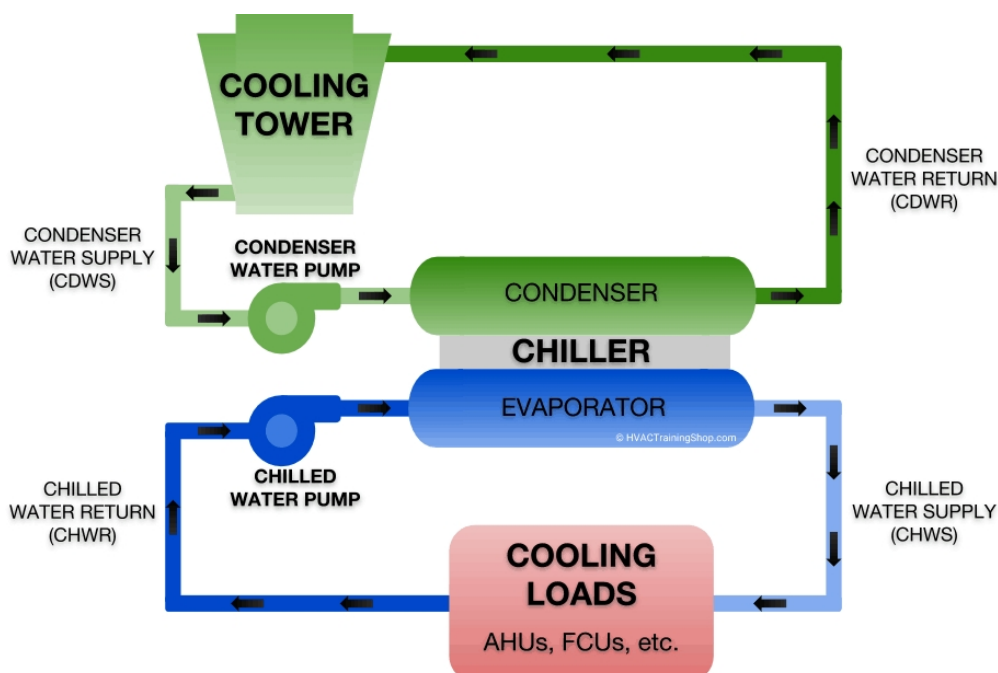 COOLING
TOWER
CONDENSER
WATER RETURN
(CDWR)
CONDENSER
WATER SUPPLY
(CDWS)
CONDENSER
WATER PUMP
CONDENSER
CHILLER
EVAPORATOR
© HVACTrainingShop.com
CHILLED
WATER PUMP
CHILLED
WATER RETURN
(CHWR)
CHILLED
WATER SUPPLY
(CHWS)
COOLING
LOADS
AHUs, FCUs, etc.